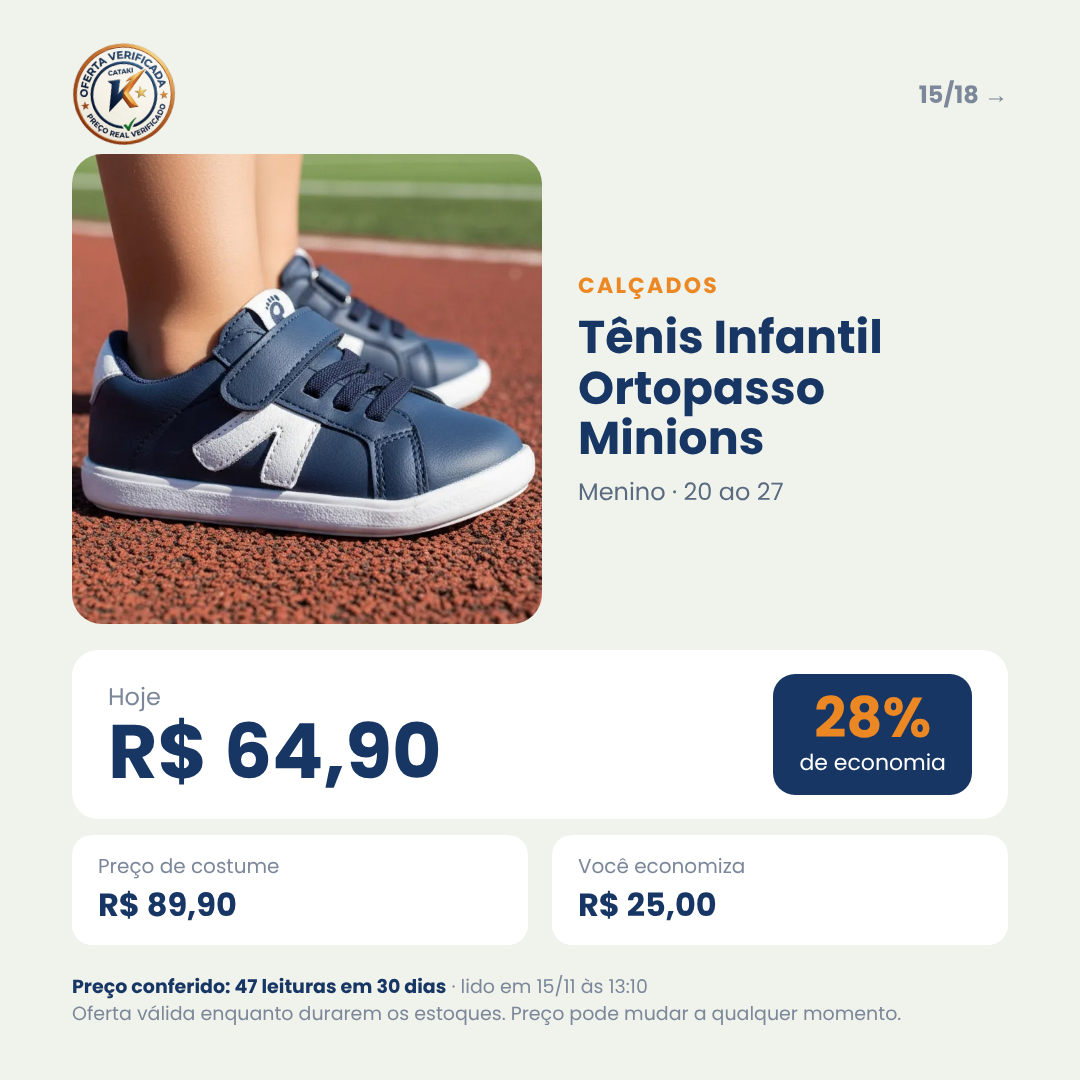 OFERTA VERIFICADA
CATAKI
PREÇO REAL VERIFICADO
15/18 →
CALÇADOS
Tênis Infantil
Ortopasso
Minions
Menino · 20 ao 27
Hoje
R$ 64,90
28%
de economia
Preço de costume
R$ 89,90
Você economiza
R$ 25,00
Preço conferido: 47 leituras em 30 dias · lido em 15/11 às 13:10
Oferta válida enquanto durarem os estoques. Preço pode mudar a qualquer momento.